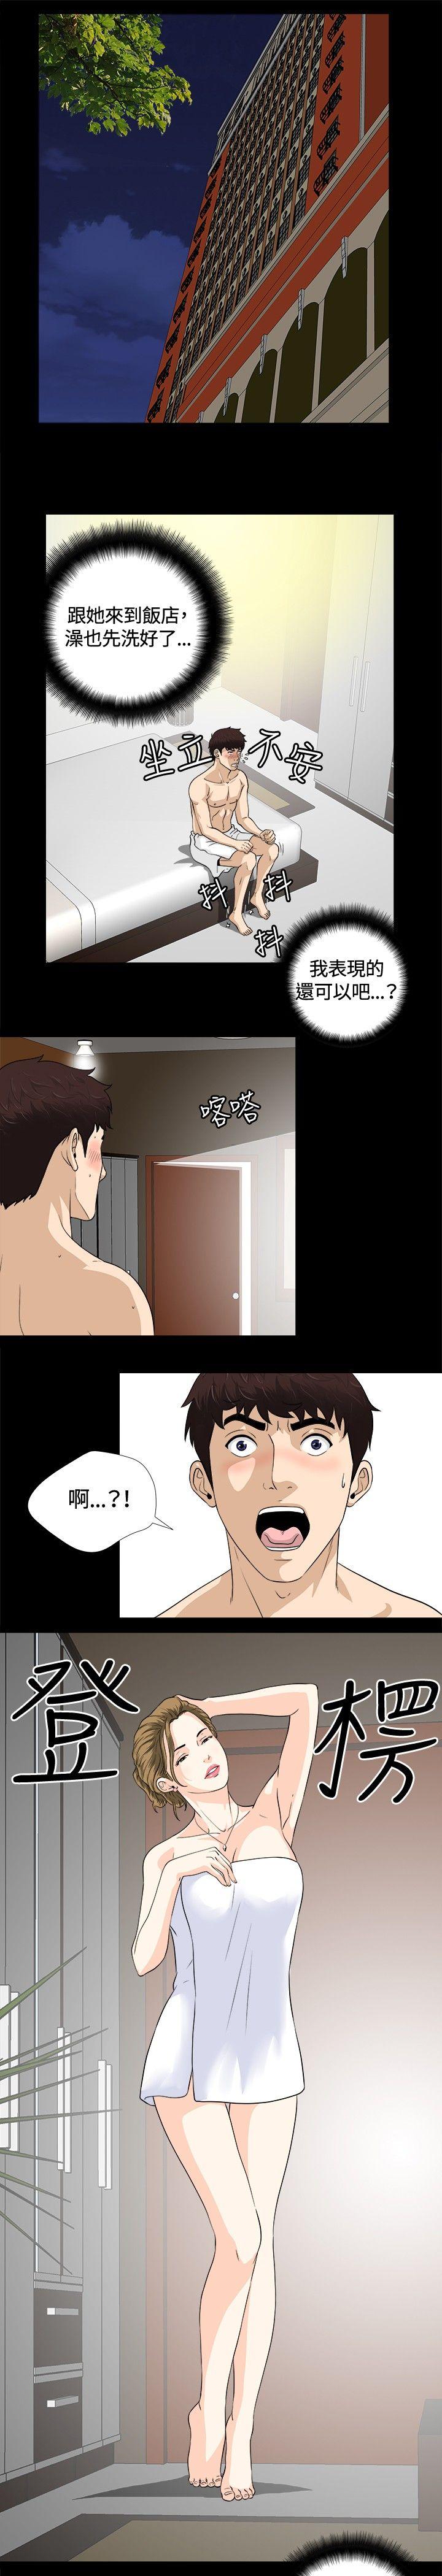 跟她來到飯店，
澡也先洗好了...
坐立 不安
抖 抖
抖
我表現的
還可以吧...？
喀嗒
啊...？！
登 楞